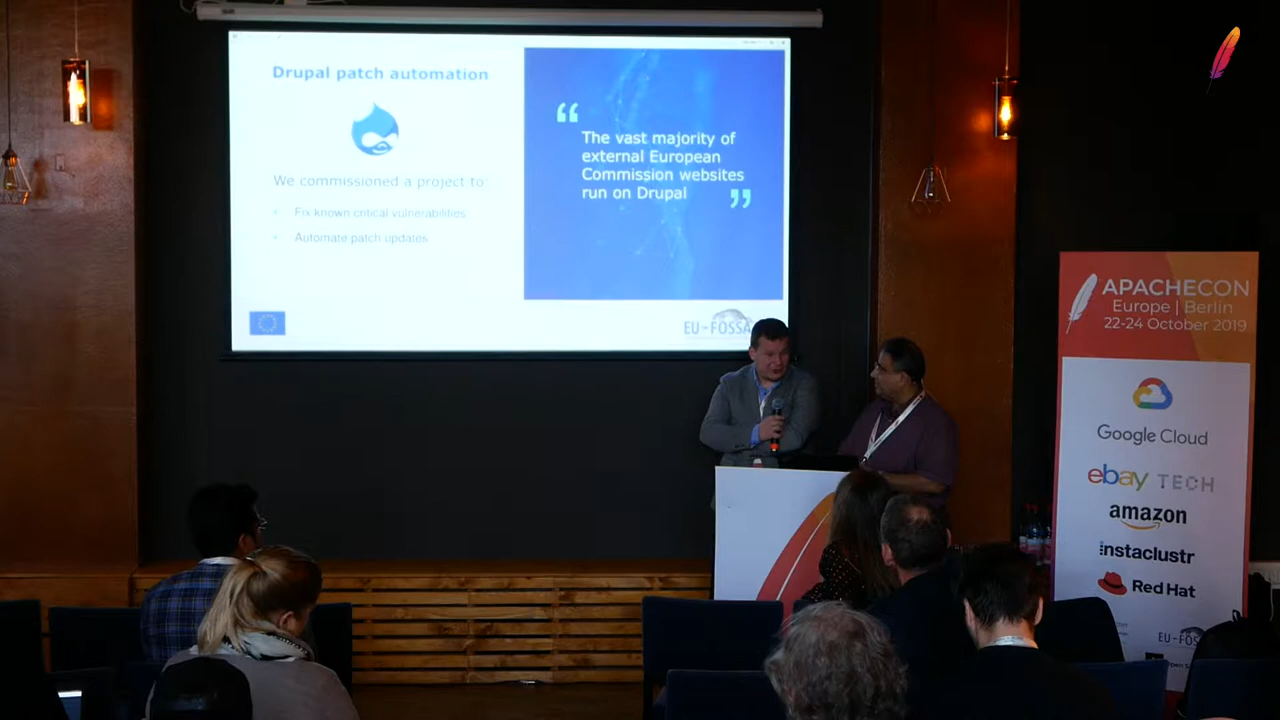 Drupal patch automation
We commissioned a project to:
Fix known critical vulnerabilities
Automate patch updates
“
The vast majority of
external European
Commission websites
run on Drupal
”
EU-FOSSA
APACHECON
Europe | Berlin
22-24 October 2019
Google Cloud
ebay TECH
amazon
instaclustr
Red Hat
EU-FOS